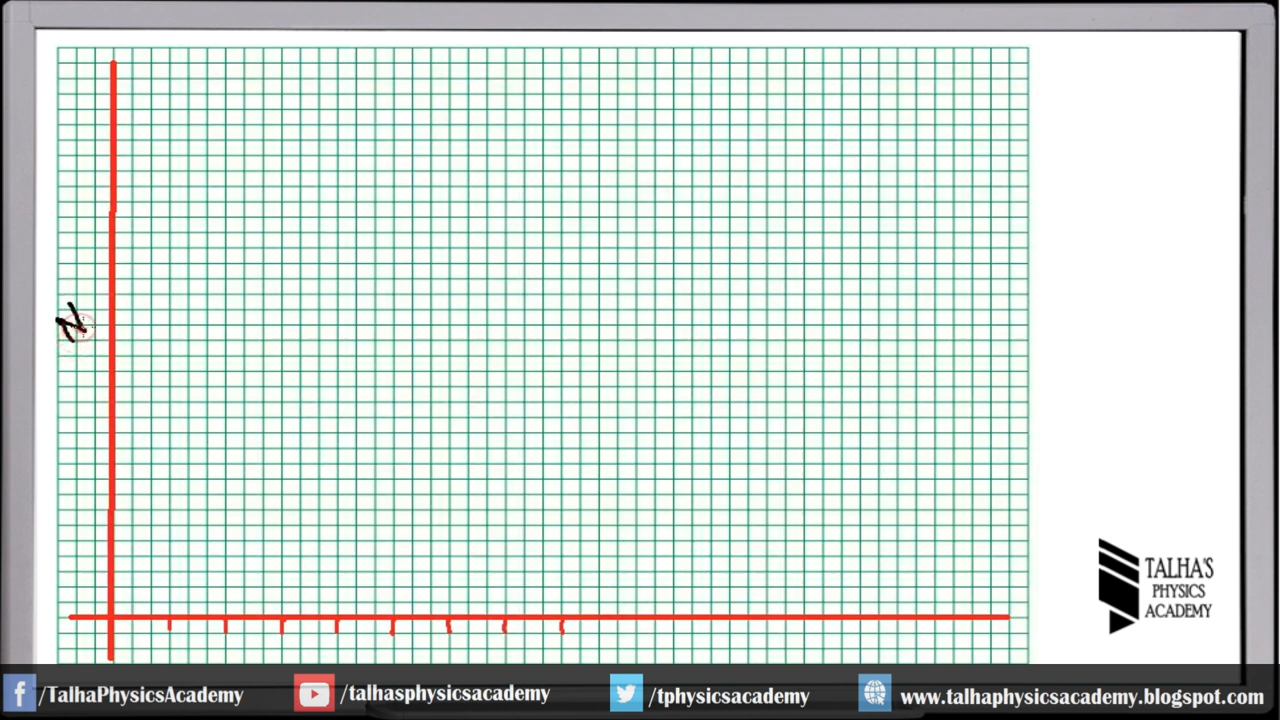 N
TALHA'S
PHYSICS
ACADEMY
/TalhaPhysicsAcademy
/talhasphysicsacademy
/tphysicsacademy
www.talhaphysicsacademy.blogspot.com